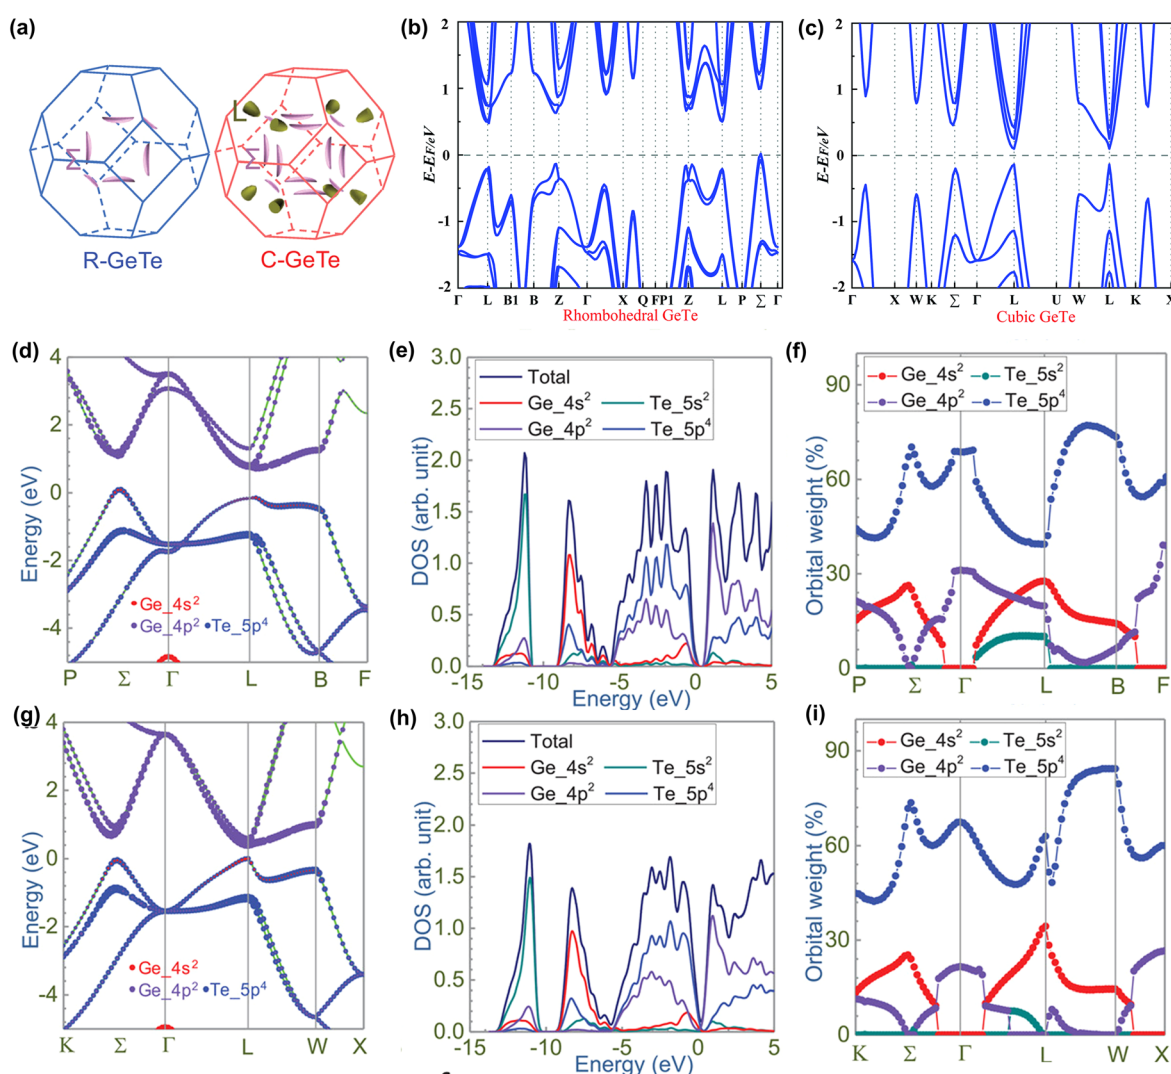 (a)
L
Σ
Σ
R-GeTe
C-GeTe
(b)
E-E_F/eV
2
1
0
-1
-2
Γ L B1 B Z Γ X Q F P1 Z L P Σ Γ
Rhombohedral GeTe
(c)
E-E_F/eV
2
1
0
-1
-2
Γ X W K Σ Γ L U W L K X
Cubic GeTe
(d)
Energy (eV)
4
2
0
-2
-4
Ge_4s²
Ge_4p² Te_5p⁴
P Σ Γ L B F
(e)
DOS (arb. unit)
3.0
2.5
2.0
1.5
1.0
0.5
0.0
Total
Ge_4s² Te_5s²
Ge_4p² Te_5p⁴
-15 -10 -5 0 5
Energy (eV)
(f)
Orbital weight (%)
90
60
30
0
Ge_4s² Te_5s²
Ge_4p² Te_5p⁴
P Σ Γ L B F
(g)
Energy (eV)
4
2
0
-2
-4
Ge_4s²
Ge_4p² Te_5p⁴
K Σ Γ L W X
(h)
DOS (arb. unit)
3.0
2.5
2.0
1.5
1.0
0.5
0.0
Total
Ge_4s² Te_5s²
Ge_4p² Te_5p⁴
-15 -10 -5 0 5
Energy (eV)
(i)
Orbital weight (%)
90
60
30
0
Ge_4s² Te_5s²
Ge_4p² Te_5p⁴
K Σ Γ L W X